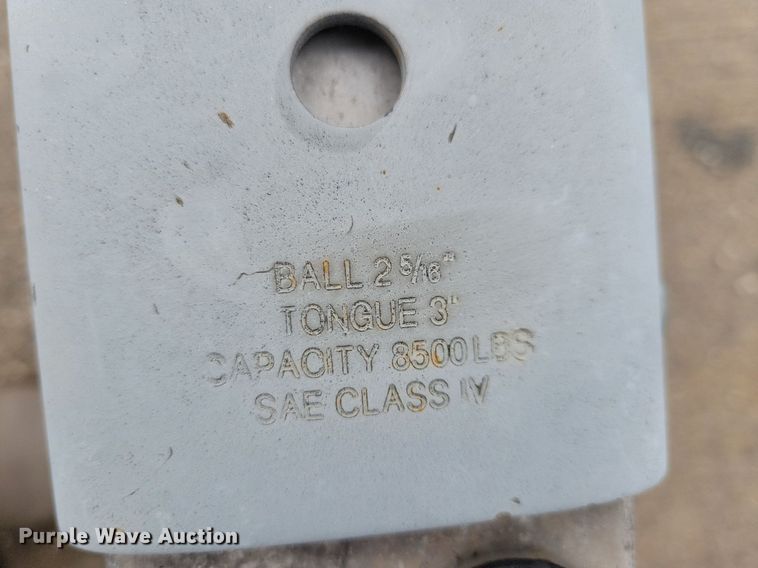 BALL 2 5/16"
TONGUE 3"
CAPACITY 8500 LBS
SAE CLASS IV
Purple Wave Auction